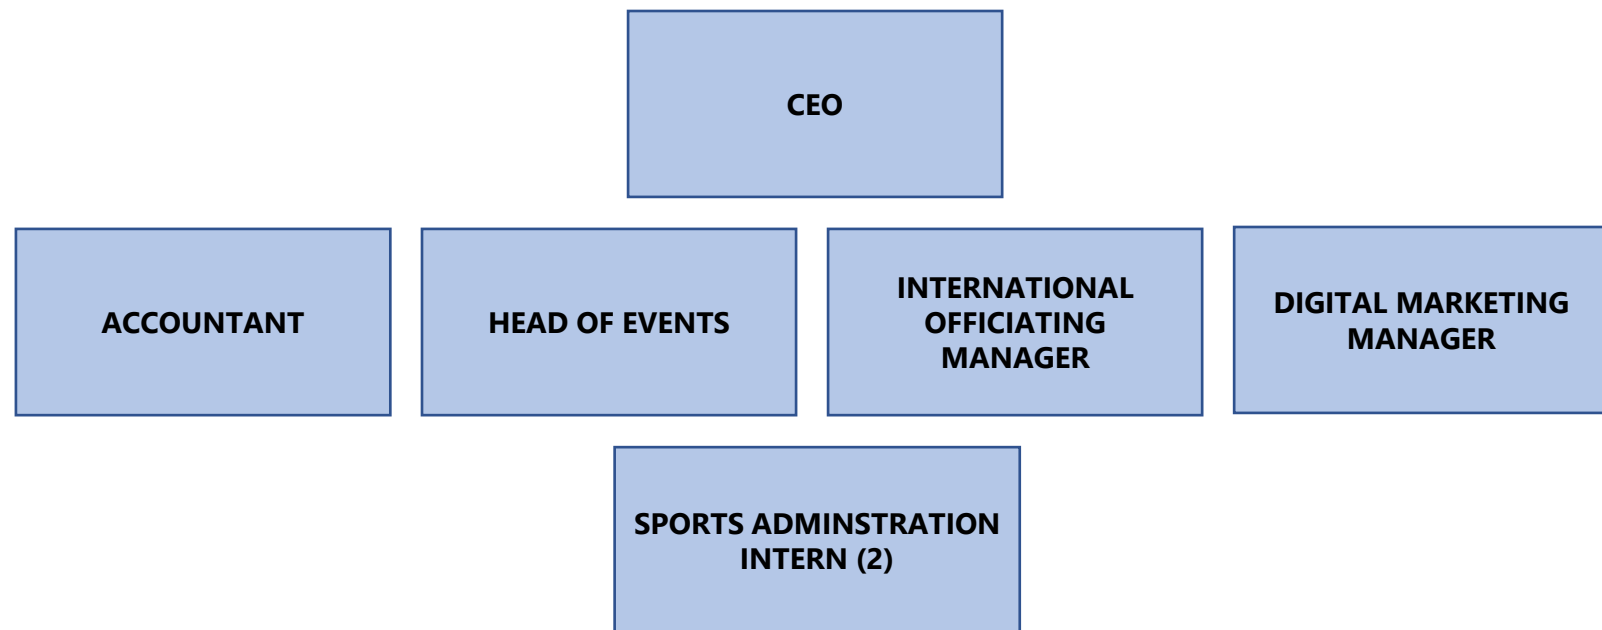 CEO
ACCOUNTANT
HEAD OF EVENTS
INTERNATIONAL
OFFICIATING
MANAGER
DIGITAL MARKETING
MANAGER
SPORTS ADMINSTRATION
INTERN (2)